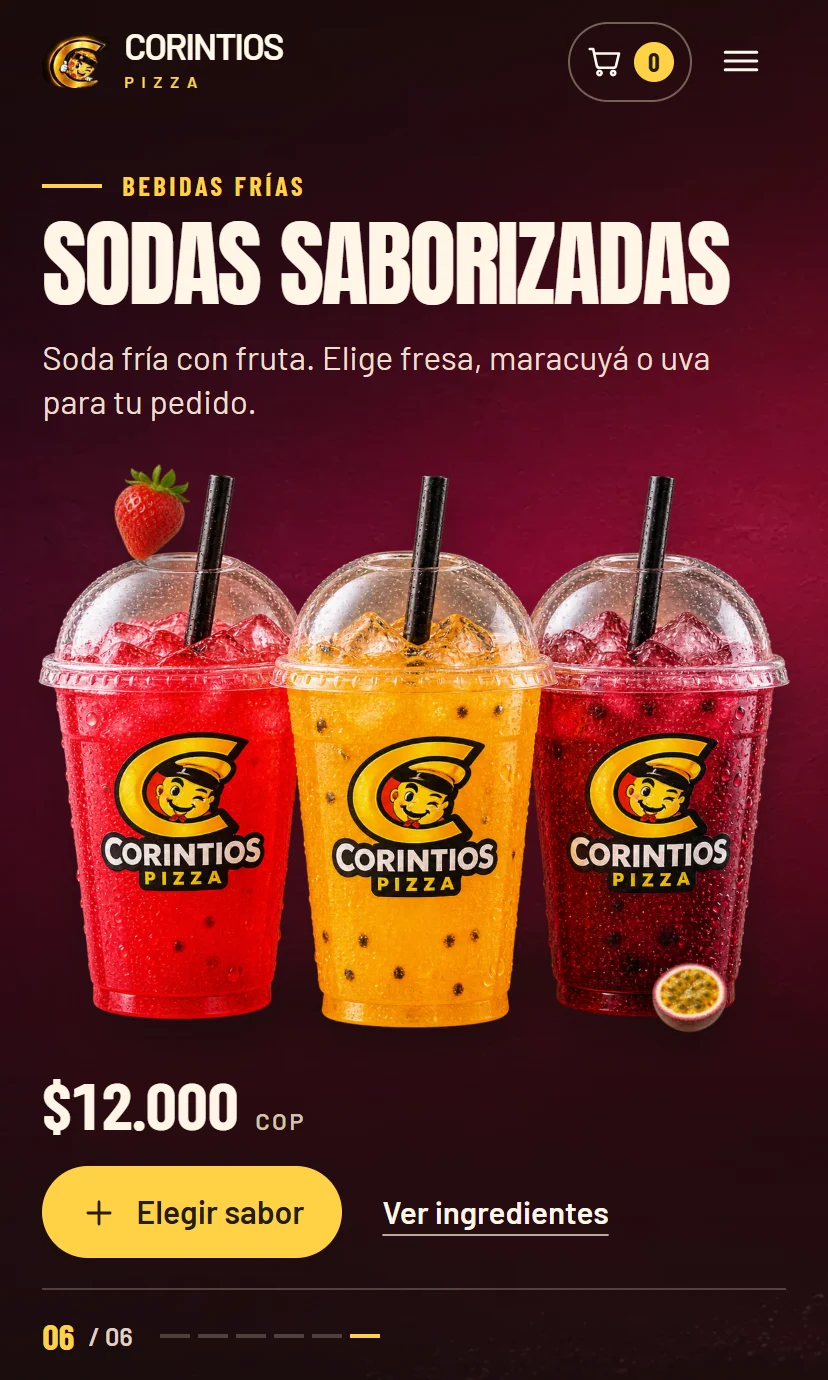 CORINTIOS
PIZZA
0
BEBIDAS FRÍAS
SODAS SABORIZADAS
Soda fría con fruta. Elige fresa, maracuyá o uva
para tu pedido.
CORINTIOS
PIZZA
CORINTIOS
PIZZA
CORINTIOS
PIZZA
$12.000 COP
+ Elegir sabor
Ver ingredientes
06 / 06